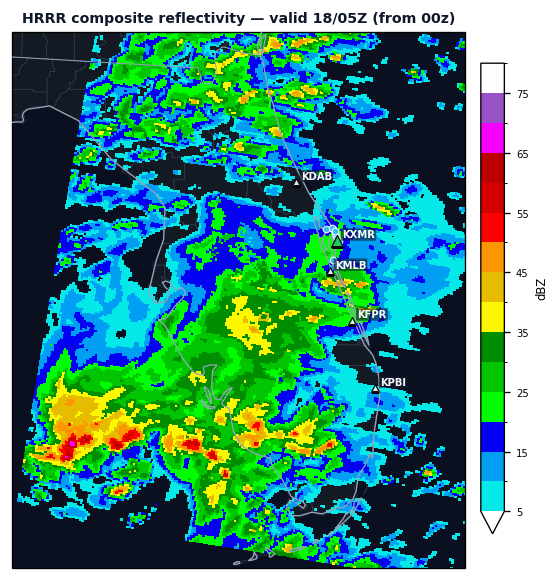 HRRR composite reflectivity — valid 18/05Z (from 00z)
KDAB
KXMR
KMLB
KFPR
KPBI
75
65
55
45
35
25
15
5
dBZ